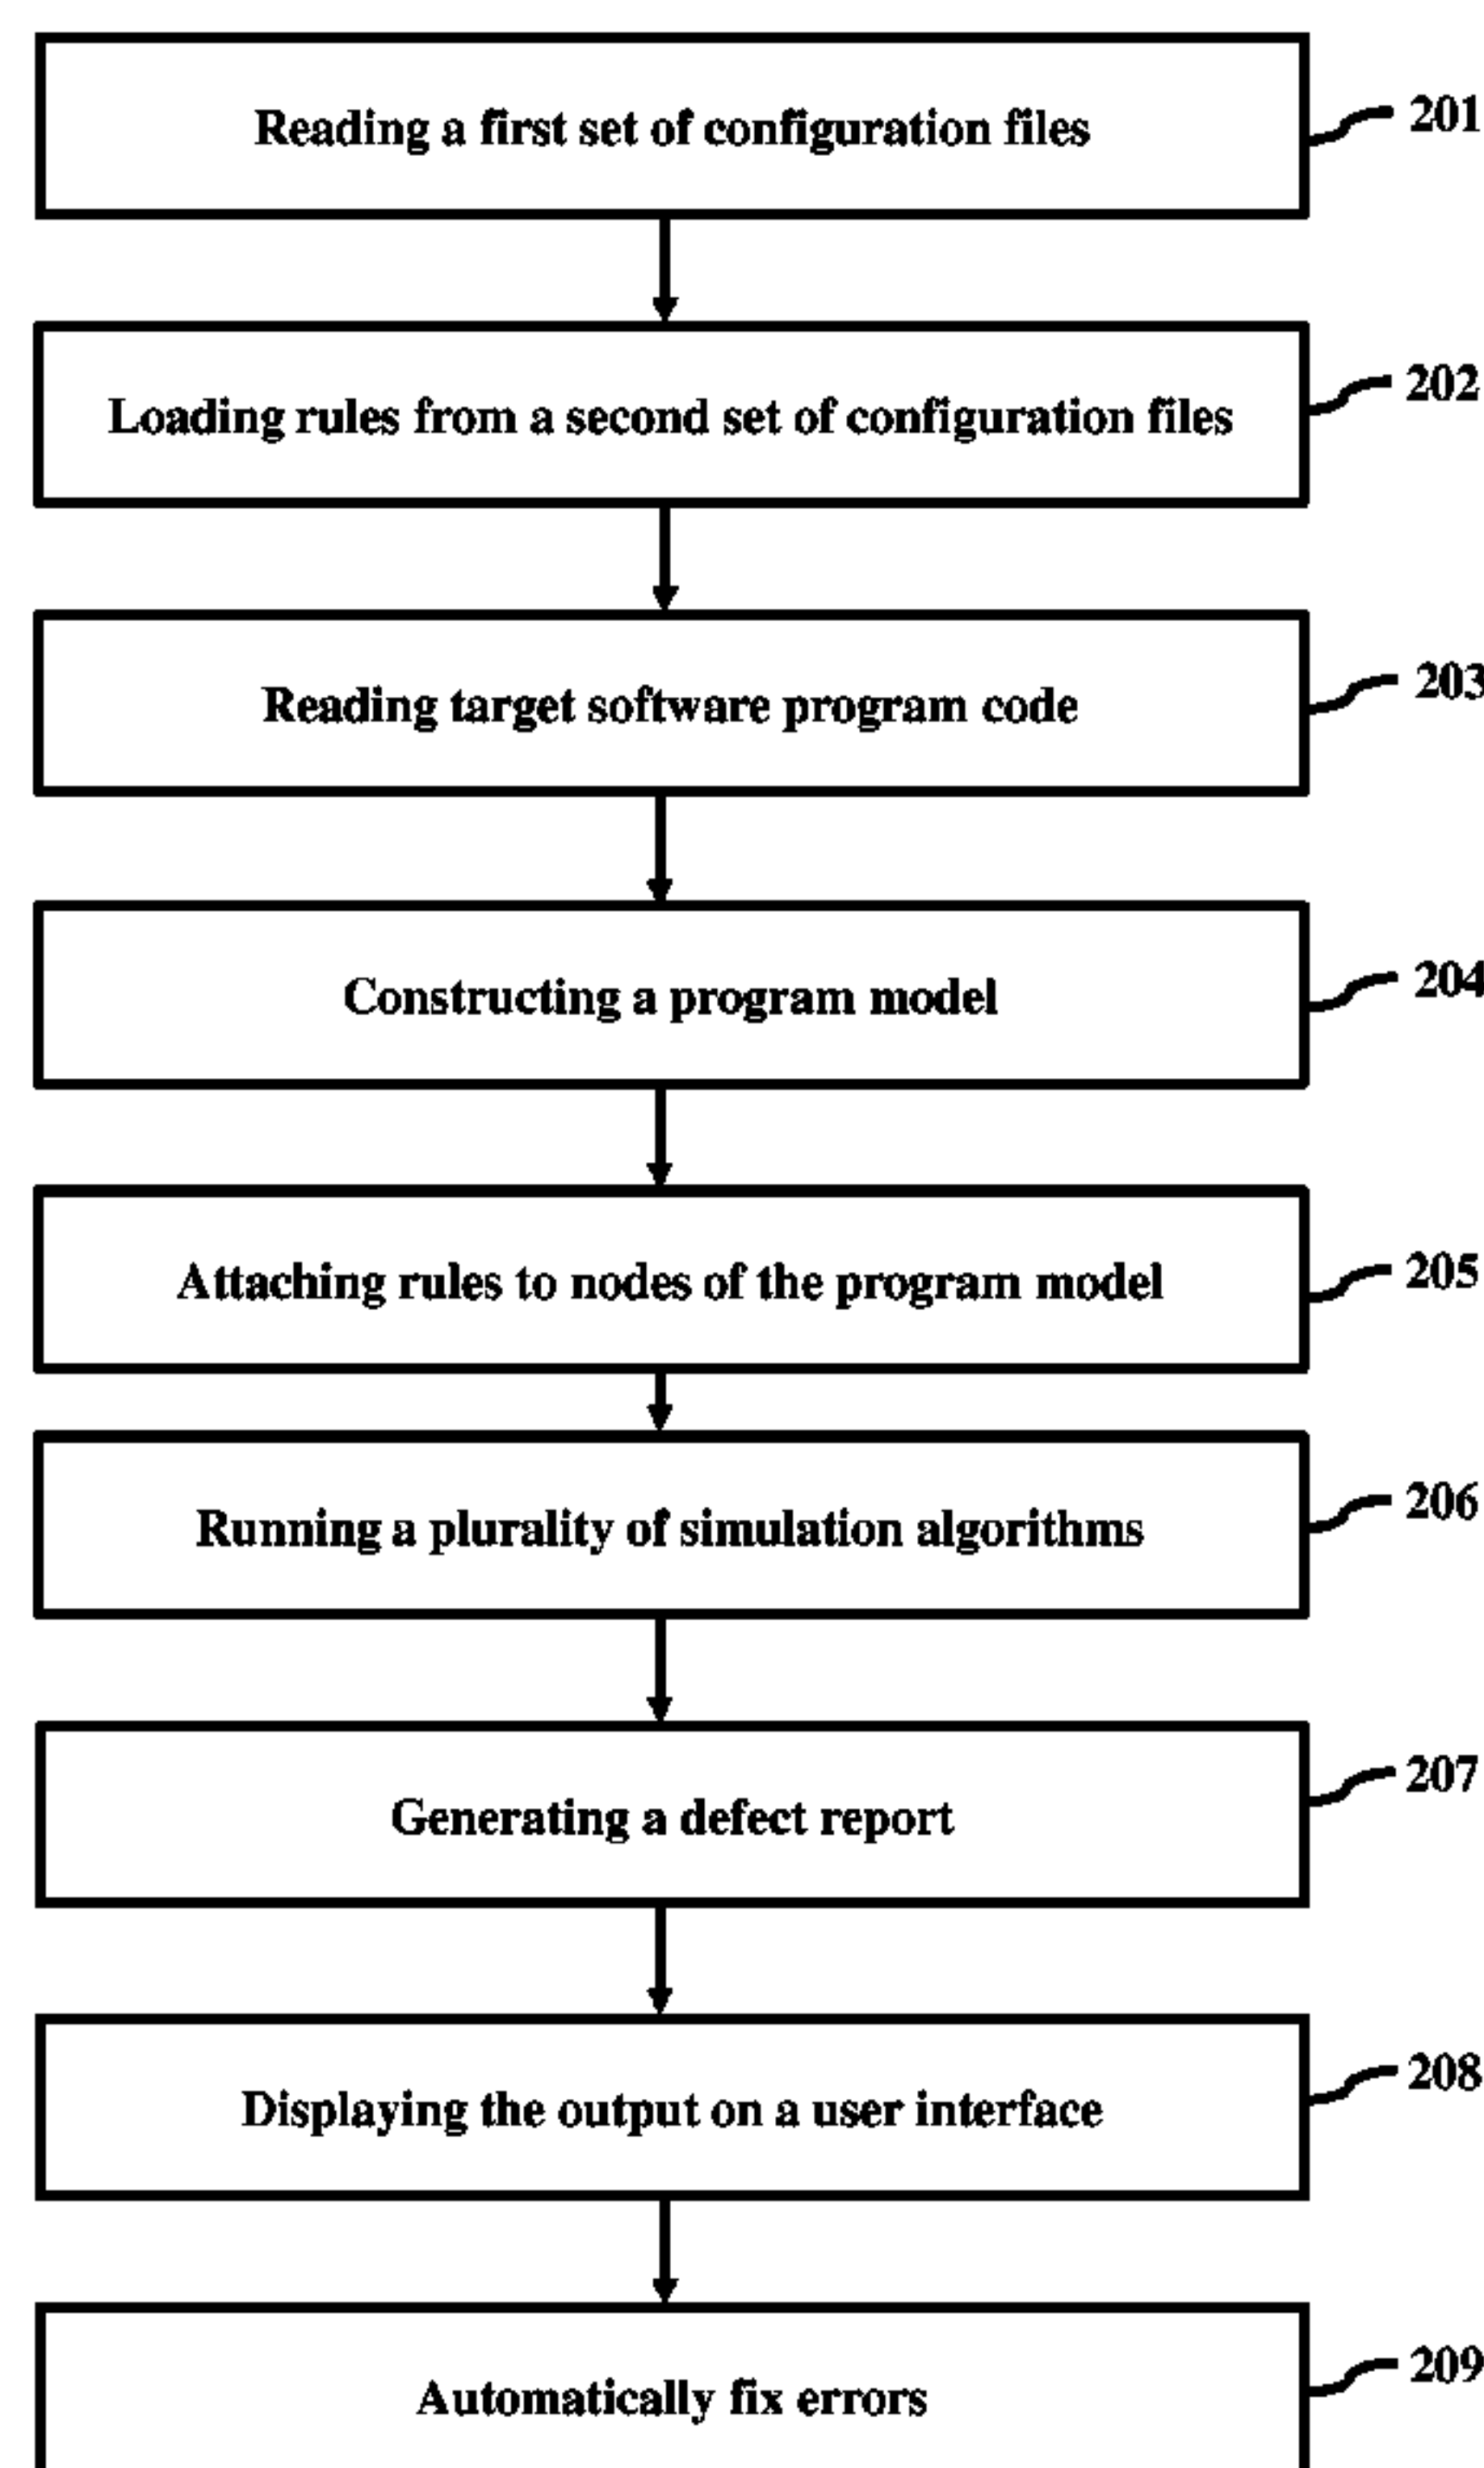 Reading a first set of configuration files
201
Loading rules from a second set of configuration files
202
Reading target software program code
203
Constructing a program model
204
Attaching rules to nodes of the program model
205
Running a plurality of simulation algorithms
206
Generating a defect report
207
Displaying the output on a user interface
208
Automatically fix errors
209